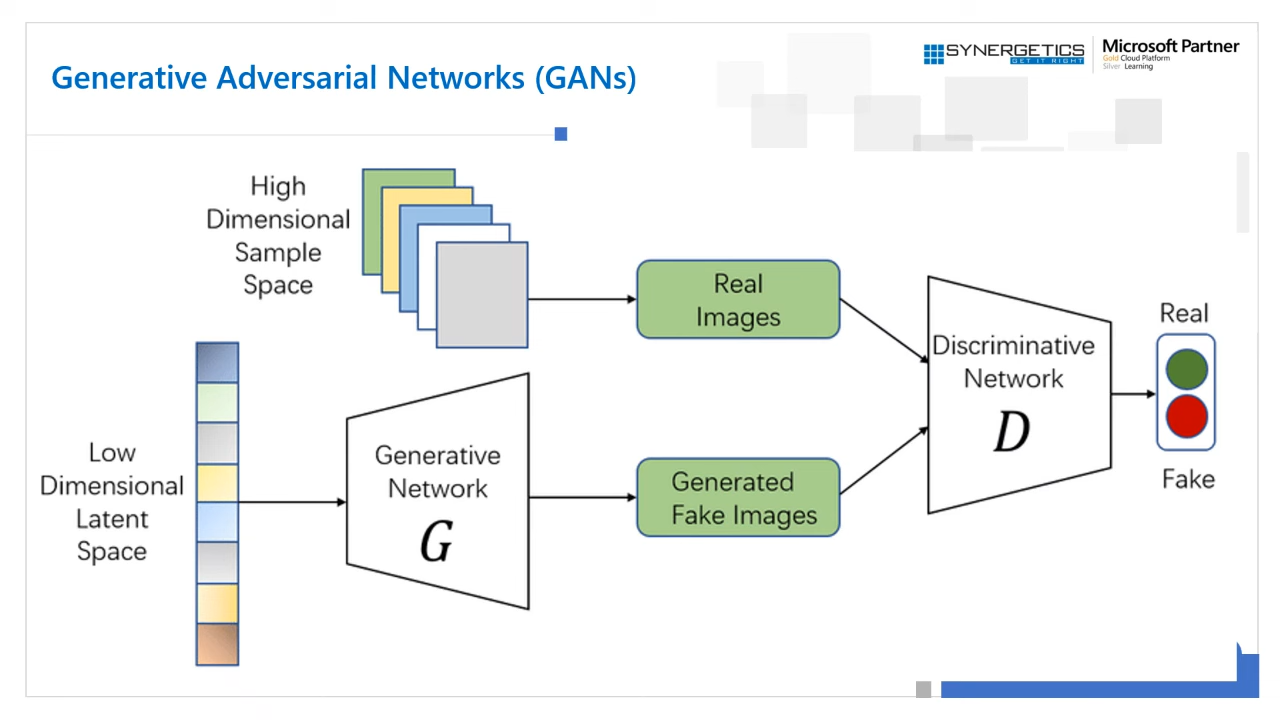 Generative Adversarial Networks (GANs)
SYNERGETICS
GET IT RIGHT
Microsoft Partner
Gold Cloud Platform
Silver Learning
High
Dimensional
Sample
Space
Real
Images
Low
Dimensional
Latent
Space
Generative
Network
G
Generated
Fake Images
Discriminative
Network
D
Real
Fake